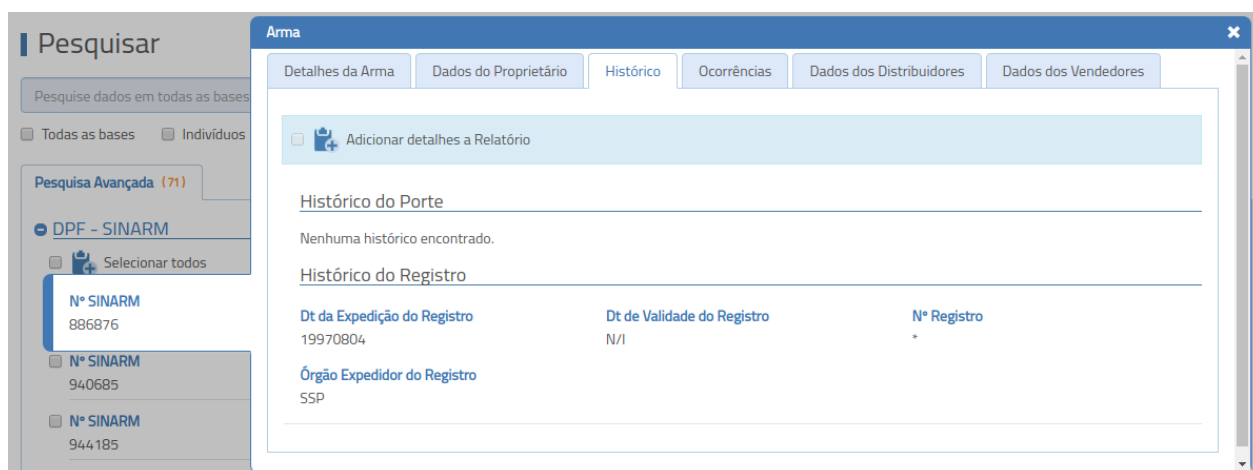 Pesquisar
Pesquise dados em todas as bases
Todas as bases Indivíduos
Pesquisa Avançada (71)
DPF - SINARM
Selecionar todos
Nº SINARM
886876
Nº SINARM
940685
Nº SINARM
944185
Arma
Detalhes da Arma Dados do Proprietário Histórico Ocorrências Dados dos Distribuidores Dados dos Vendedores
Adicionar detalhes a Relatório
Histórico do Porte
Nenhuma histórico encontrado.
Histórico do Registro
Dt da Expedição do Registro Dt de Validade do Registro Nº Registro
19970804 N/I *
Órgão Expedidor do Registro
SSP